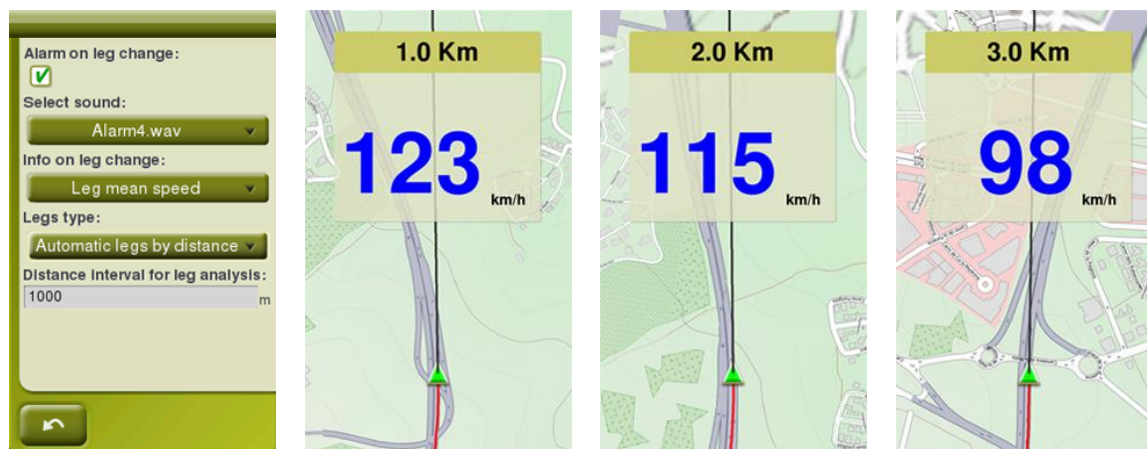 Alarm on leg change:
Select sound:
Alarm4.wav
Info on leg change:
Leg mean speed
Legs type:
Automatic legs by distance
Distance interval for leg analysis:
1000
m
1.0 Km
123
km/h
2.0 Km
115
km/h
3.0 Km
98
km/h